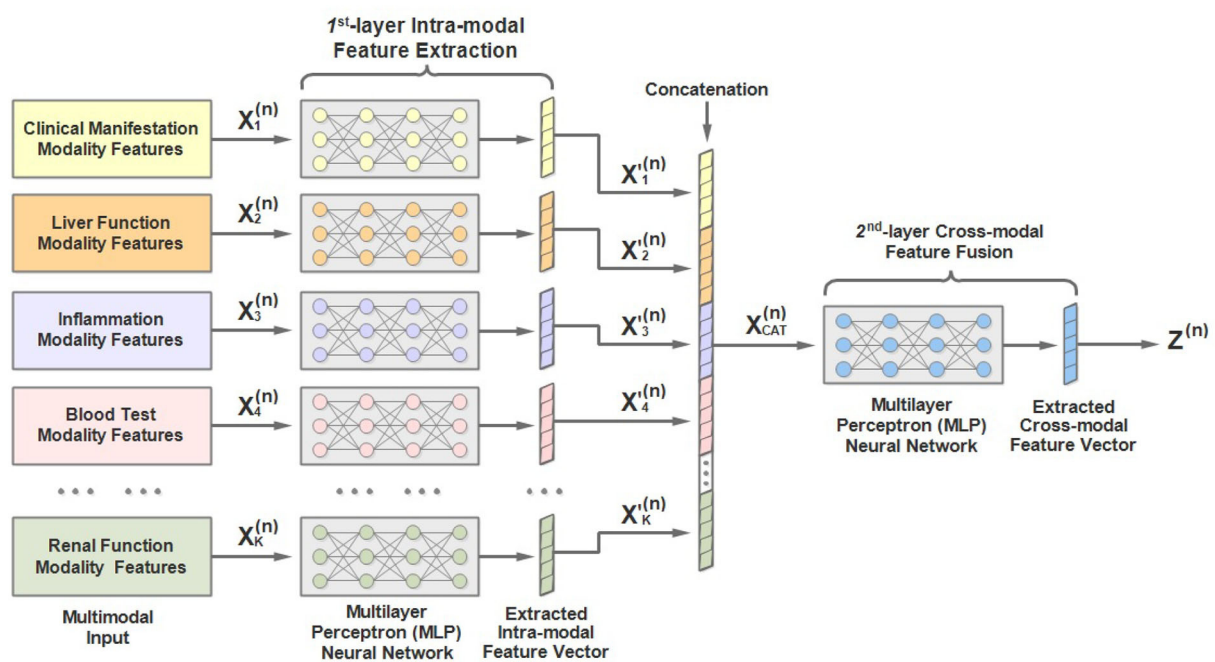 1st-layer Intra-modal
Feature Extraction
Concatenation
Clinical Manifestation
Modality Features
X1(n)
X'1(n)
Liver Function
Modality Features
X2(n)
X'2(n)
2nd-layer Cross-modal
Feature Fusion
Inflammation
Modality Features
X3(n)
X'3(n)
XCAT(n)
Z(n)
Blood Test
Modality Features
X4(n)
X'4(n)
Multilayer
Perceptron (MLP)
Neural Network
Extracted
Cross-modal
Feature Vector
Renal Function
Modality Features
XK(n)
X'K(n)
Multimodal
Input
Multilayer
Perceptron (MLP)
Neural Network
Extracted
Intra-modal
Feature Vector